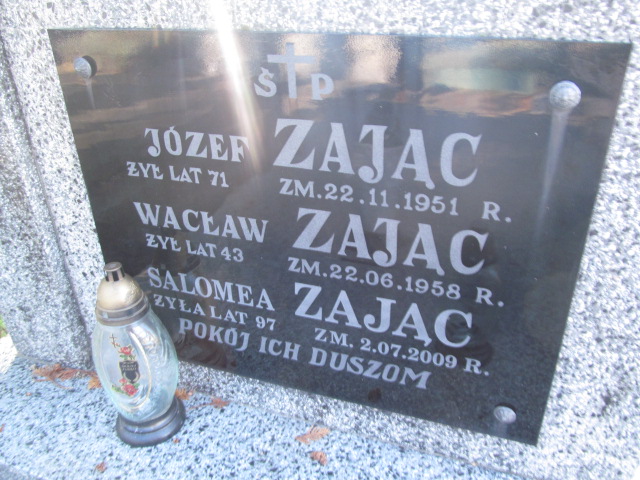 Ś P
JÓZEF ZAJĄC
ŻYŁ LAT 71 ZM. 22.11.1951 R.
WACŁAW ZAJĄC
ŻYŁ LAT 43 ZM. 22.06.1958 R.
SALOMEA ZAJĄC
ŻYŁA LAT 97 ZM. 2.07.2009 R.
POKÓJ ICH DUSZOM